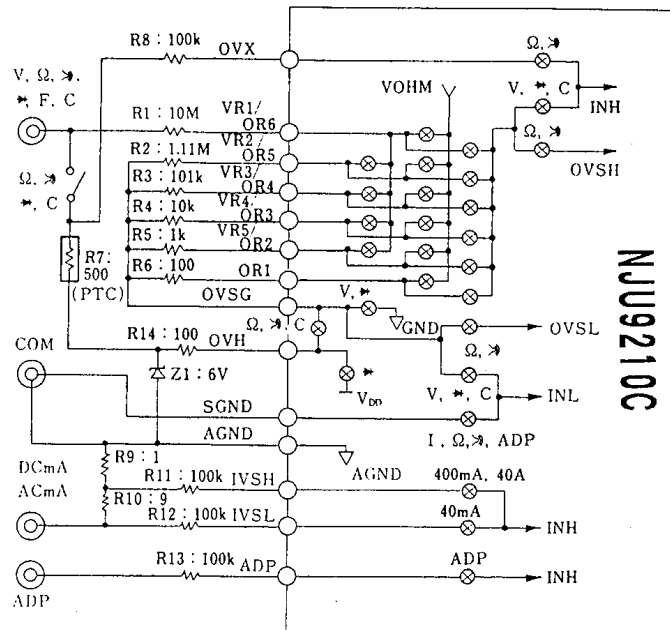 R8：100k
OVX
Ω,
V, Ω,
, F, C
R1：10M
VR1/
OR6
VOHM
V, , C
INH
Ω,
OVSH
VR2/
R2：1.11M
OR5
VR3/
R3：101k
OR4
VR4/
R4：10k
OR3
VR5/
R5：1k
OR2
R6：100
OR1
OVSG
Ω,
, C
R7：
500
(PTC)
V,
GND
Ω, , C
OVSL
Ω,
COM
R14：100
OVH
Z1：6V
VDD
V, , C
INL
SGND
I, Ω, , ADP
AGND
AGND
R9：1
DCmA
ACmA
R11：100k
IVSH
400mA, 40A
R10：9
R12：100k
IVSL
40mA
INH
R13：100k
ADP
ADP
INH
ADP
NJU9210C